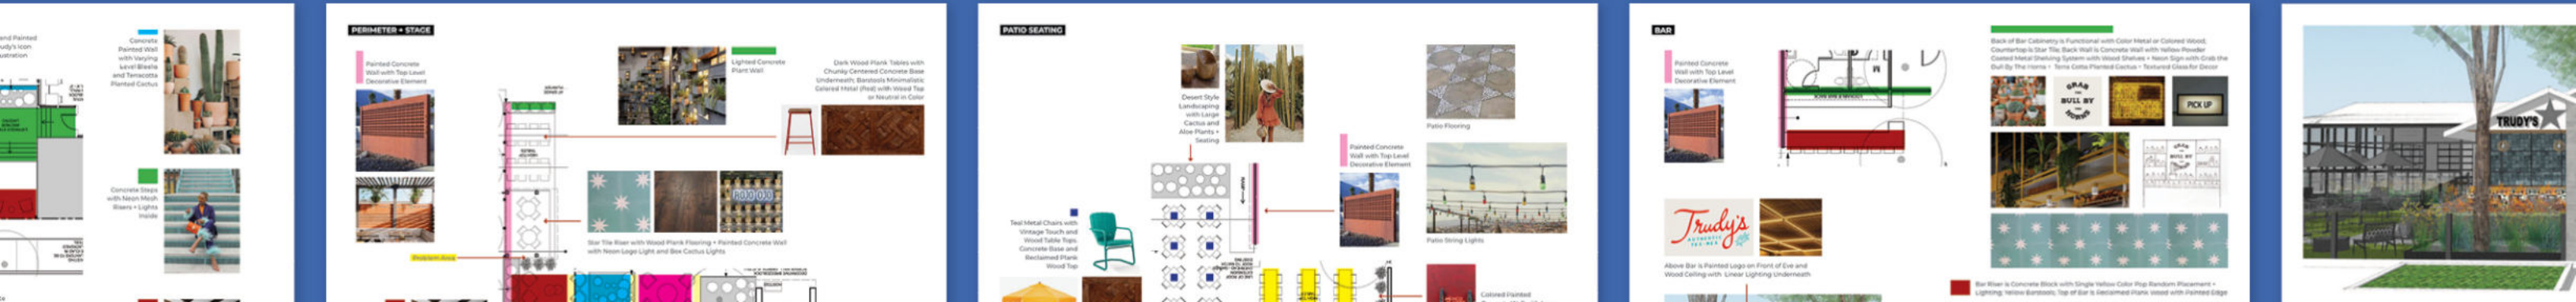 and Painted
Trudy's Icon
Illustration
Concrete
Painted Wall
with Varying
Level Bleela
and Terracotta
Planted Cactus
Concrete Steps
with Neon Mesh
Risers + Lights
Inside
PERIMETER + STAGE
Painted Concrete
Wall with Top Level
Decorative Element
Lighted Concrete
Plant Wall
Dark Wood Plank Tables with
Chunky Centered Concrete Base
Underneath; Barstools Minimalistic
Colored Metal (Red) with Wood Top
or Neutral in Color
Star Tile Riser with Wood Plank Flooring + Painted Concrete Wall
with Neon Logo Light and Box Cactus Lights
Problem Area
PATIO SEATING
Desert Style
Landscaping
with Large
Cactus and
Aloe Plants +
Seating
Patio Flooring
Painted Concrete
Wall with Top Level
Decorative Element
Patio String Lights
Teal Metal Chairs with
Vintage Touch and
Wood Table Tops.
Concrete Base and
Reclaimed Plank
Wood Top
Colored Painted
BAR
Painted Concrete
Wall with Top Level
Decorative Element
Back of Bar Cabinetry is Functional with Color Metal or Colored Wood;
Countertop is Star Tile; Back Wall is Concrete Wall with Yellow Powder
Coated Metal Shelving System with Wood Shelves + Neon Sign with Grab the
Bull By The Horns + Terra Cotta Planted Cactus + Textured Glass for Decor
GRAB
THE
BULL BY
THE
HORNS
PICK UP
Trudy's
AUTHENTIC
TEX-MEX
Above Bar is Painted Logo on Front of Eve and
Wood Ceiling with Linear Lighting Underneath
Bar Riser is Concrete Block with Single Yellow Color Pop Random Placement +
Lighting; Yellow Barstools; Top of Bar is Reclaimed Plank Wood with Painted Edge
TRUDY'S